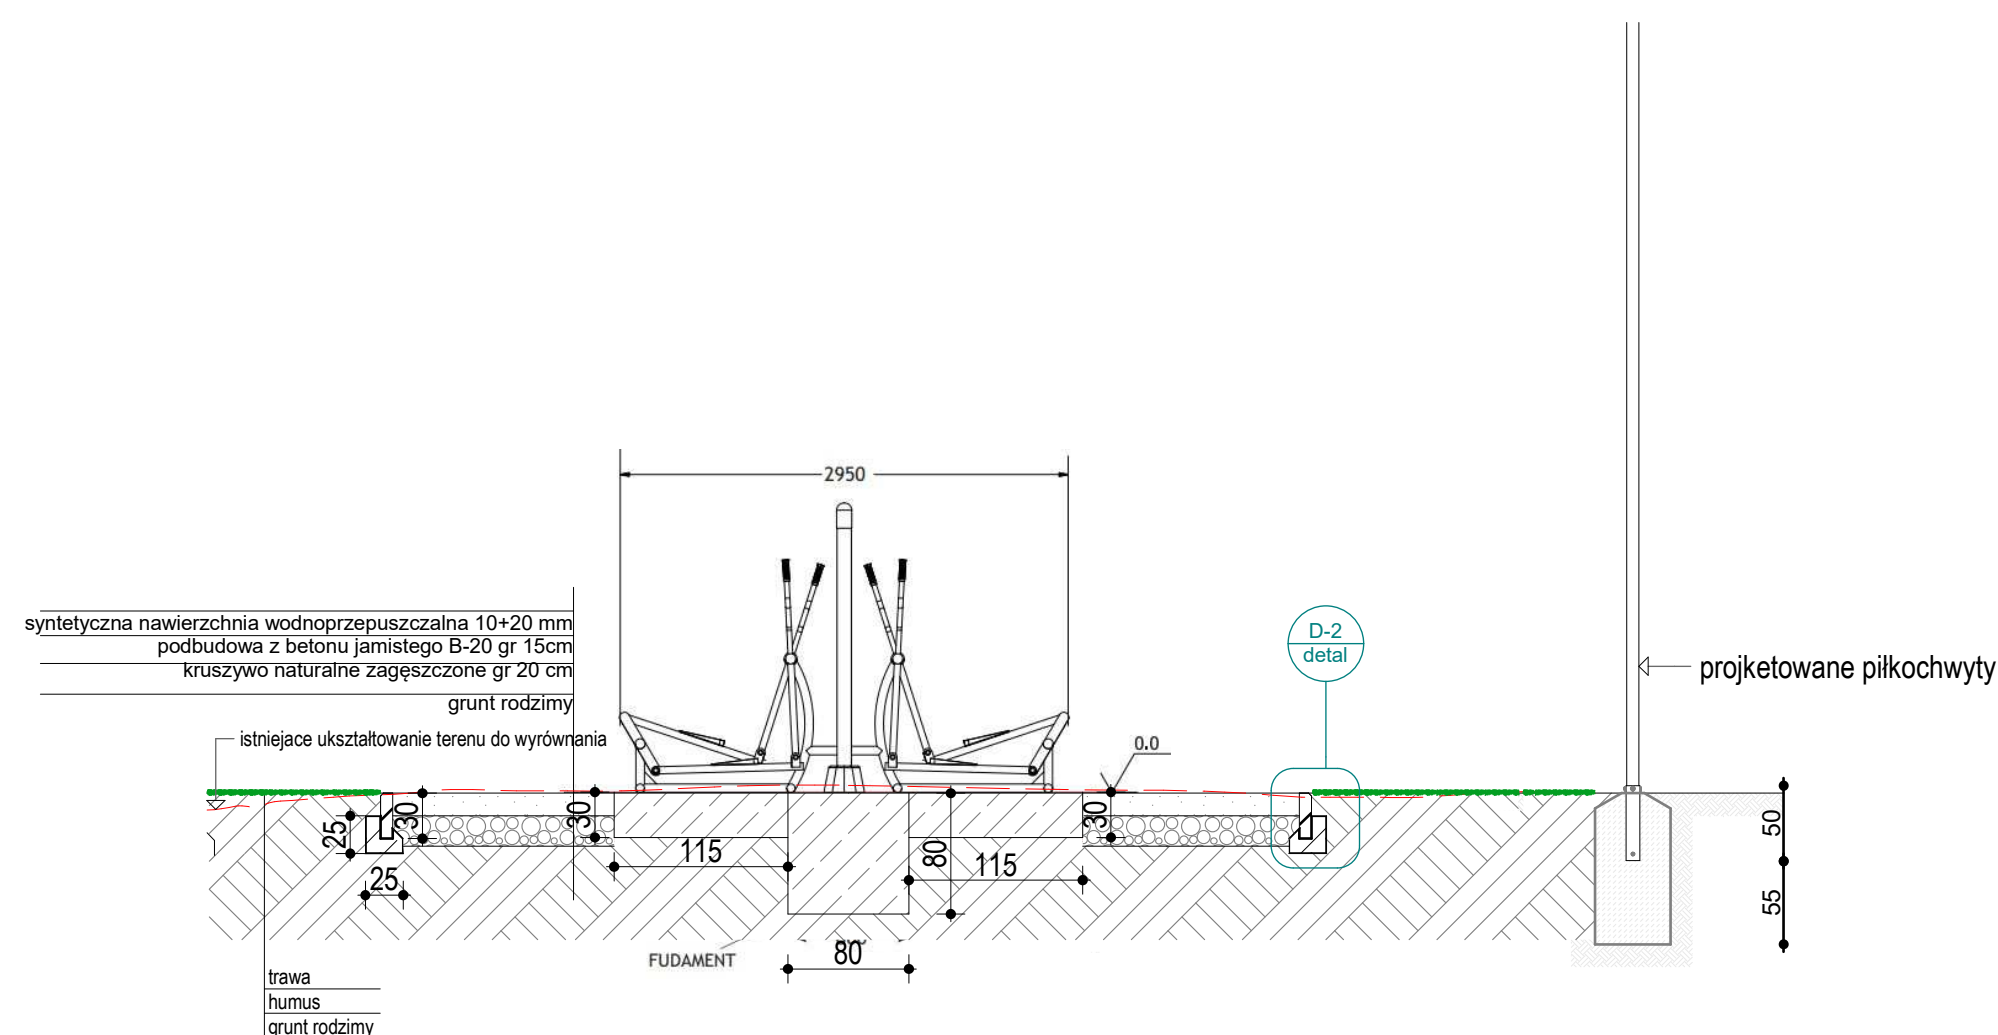 2950
syntetyczna nawierzchnia wodnoprzepuszczalna 10+20 mm
podbudowa z betonu jamistego B-20 gr 15cm
kruszywo naturalne zagęszczone gr 20 cm
grunt rodzimy
istniejace ukształtowanie terenu do wyrównania
D-2
detal
projketowane piłkochwyty
0.0
30
30
30
25
25
115
80
115
50
55
FUDAMENT
80
trawa
humus
grunt rodzimy